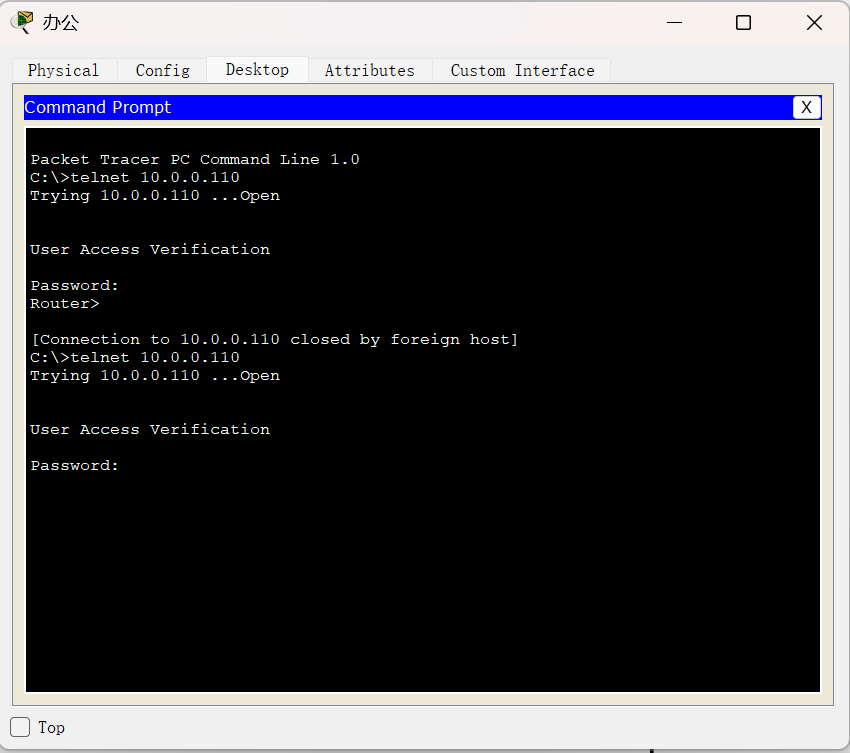 办公
Physical Config Desktop Attributes Custom Interface
Command Prompt X
Packet Tracer PC Command Line 1.0
C:\>telnet 10.0.0.110
Trying 10.0.0.110 ...Open
User Access Verification
Password:
Router>
[Connection to 10.0.0.110 closed by foreign host]
C:\>telnet 10.0.0.110
Trying 10.0.0.110 ...Open
User Access Verification
Password:
Top